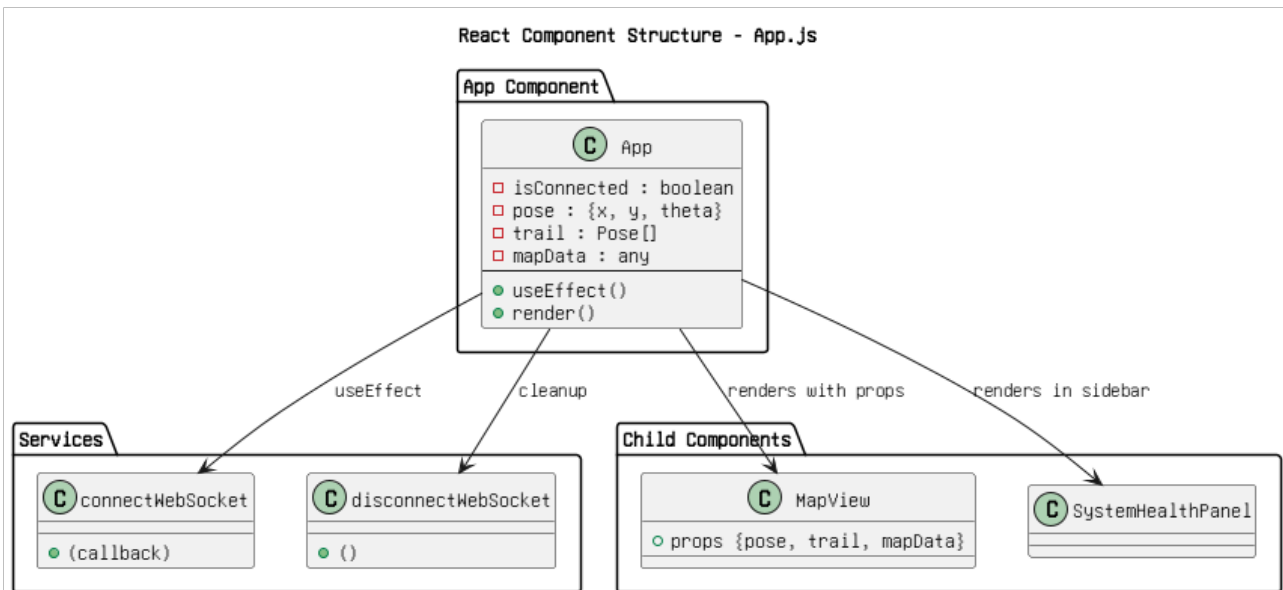 React Component Structure - App.js
App Component
C App
isConnected : boolean
pose : {x, y, theta}
trail : Pose[]
mapData : any
useEffect()
render()
useEffect
cleanup
renders with props
renders in sidebar
Services
Child Components
C connectWebSocket
(callback)
C disconnectWebSocket
()
C MapView
props {pose, trail, mapData}
C SystemHealthPanel